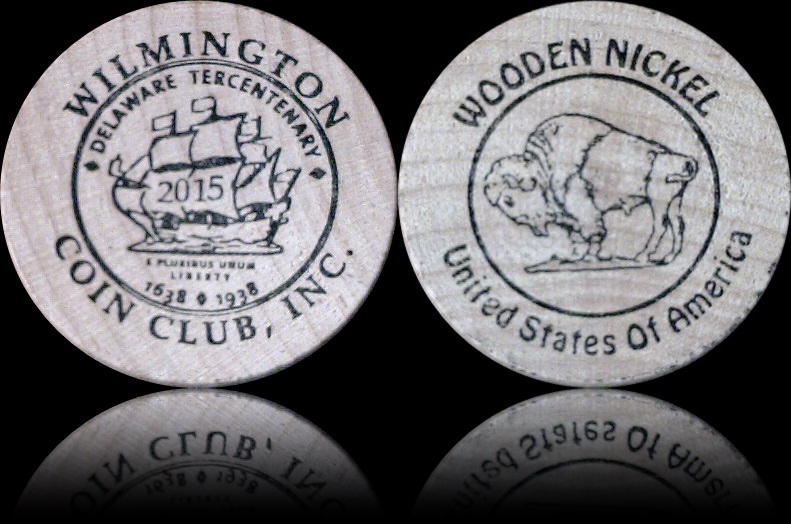 WILMINGTON
DELAWARE TERCENTENARY
2015
E PLURIBUS UNUM
LIBERTY
1638 ◆ 1938
COIN CLUB, INC.
WOODEN NICKEL
United States Of America